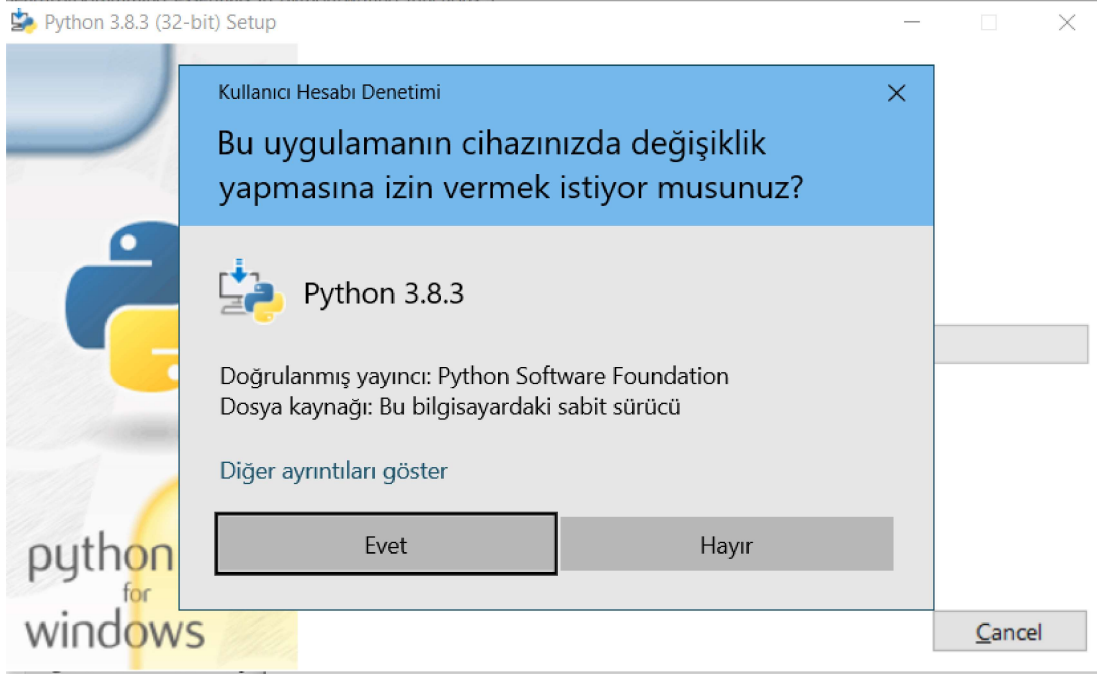 Python 3.8.3 (32-bit) Setup
Kullanıcı Hesabı Denetimi
Bu uygulamanın cihazınızda değişiklik
yapmasına izin vermek istiyor musunuz?
Python 3.8.3
Doğrulanmış yayıncı: Python Software Foundation
Dosya kaynağı: Bu bilgisayardaki sabit sürücü
Diğer ayrıntıları göster
Evet
Hayır
python
for
windows
Cancel